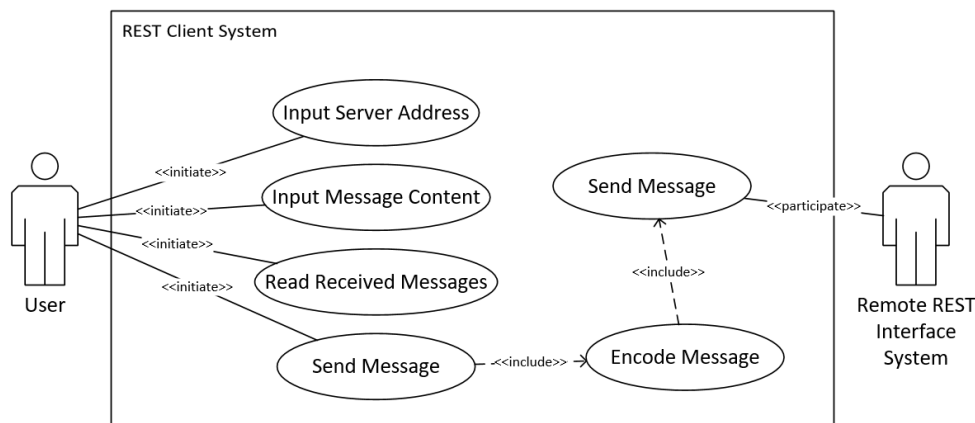 REST Client System
Input Server Address
<<initiate>>
Send Message
Input Message Content
<<initiate>>
<<participate>>
<<initiate>>
Read Received Messages
<<include>>
<<initiate>>
User
Remote REST
Interface
System
Send Message
<<include>>
Encode Message